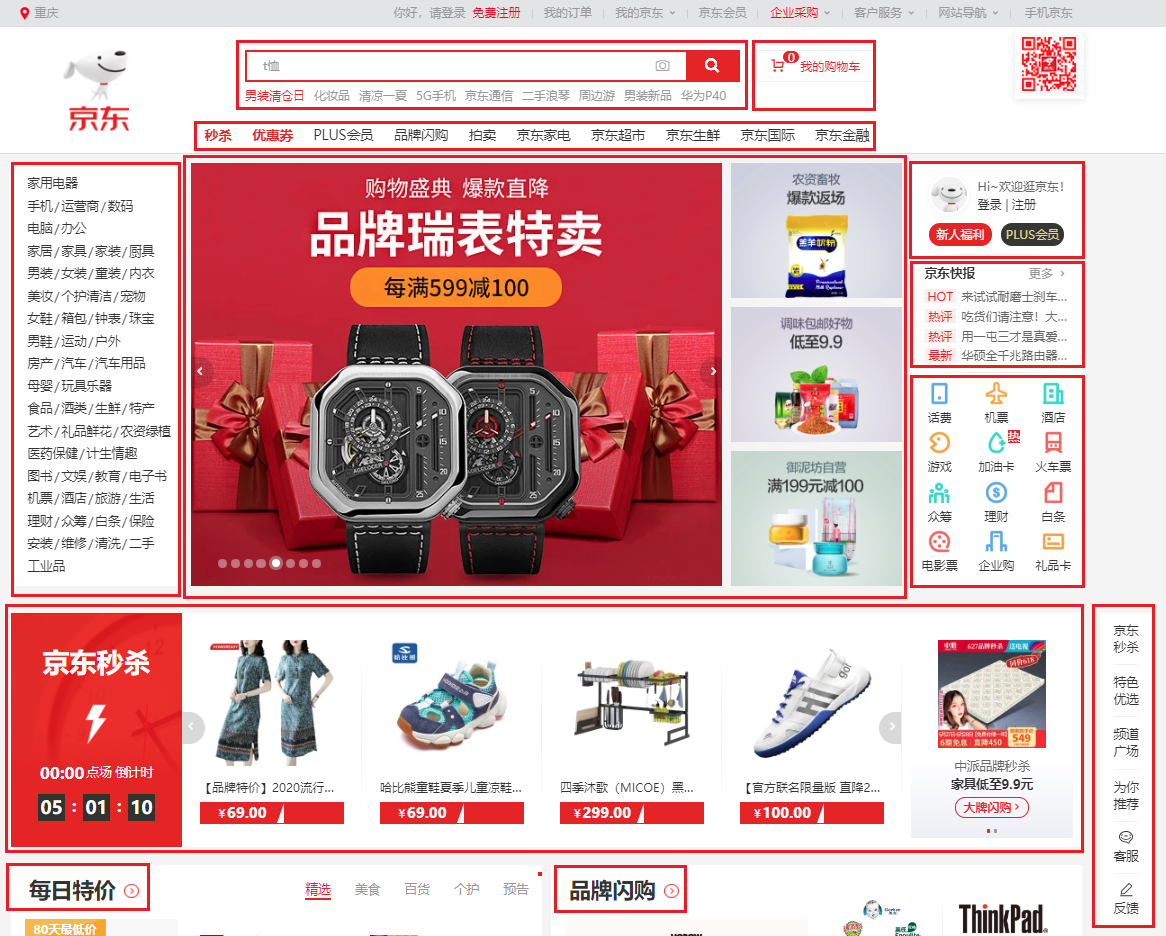 重庆
你好，请登录 免费注册 我的订单 我的京东 京东会员 企业采购 客户服务 网站导航 手机京东
京东
t恤
0
我的购物车
男装清仓日 化妆品 清凉一夏 5G手机 京东通信 二手浪琴 周边游 男装新品 华为P40
秒杀 优惠券 PLUS会员 品牌闪购 拍卖 京东家电 京东超市 京东生鲜 京东国际 京东金融
家用电器
手机/运营商/数码
电脑/办公
家居/家具/家装/厨具
男装/女装/童装/内衣
美妆/个护清洁/宠物
女鞋/箱包/钟表/珠宝
男鞋/运动/户外
房产/汽车/汽车用品
母婴/玩具乐器
食品/酒类/生鲜/特产
艺术/礼品鲜花/农资绿植
医药保健/计生情趣
图书/文娱/教育/电子书
机票/酒店/旅游/生活
理财/众筹/白条/保险
安装/维修/清洗/二手
工业品
购物盛典 爆款直降
品牌瑞表特卖
每满599减100
农资畜牧
爆款返场
羔羊奶粉
调味包邮好物
低至9.9
御泥坊自营
满199元减100
Hi~欢迎逛京东!
登录 | 注册
新人福利 PLUS会员
京东快报 更多
HOT 来试试耐磨士刹车...
热评 吃货们请注意！大...
热评 用一屯三才是真爱...
最新 华硕全千兆路由器...
话费 机票 酒店
热
游戏 加油卡 火车票
众筹 理财 白条
电影票 企业购 礼品卡
京东秒杀
00:00 点场 倒计时
05 : 01 : 10
【品牌特价】2020流行...
¥69.00
哈比熊童鞋夏季儿童凉鞋...
¥69.00
四季沐歌（MICOE）黑...
¥299.00
【官方联名限量版 直降2...
¥100.00
549
中派品牌秒杀
家具低至9.9元
大牌闪购
京东
秒杀
特色
优选
频道
广场
为你
推荐
客服
反馈
每日特价
精选 美食 百货 个护 预告
80天最低价
品牌闪购
ThinkPad